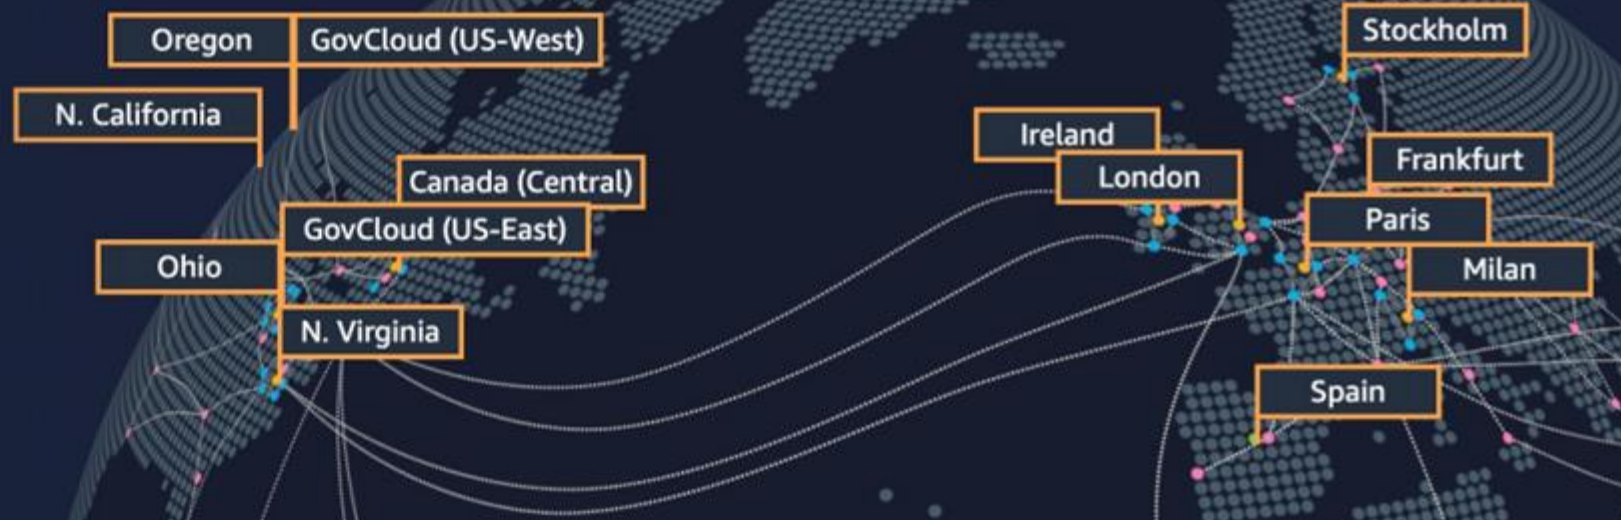 Oregon
GovCloud (US-West)
N. California
Canada (Central)
GovCloud (US-East)
Ohio
N. Virginia
Stockholm
Ireland
London
Frankfurt
Paris
Milan
Spain